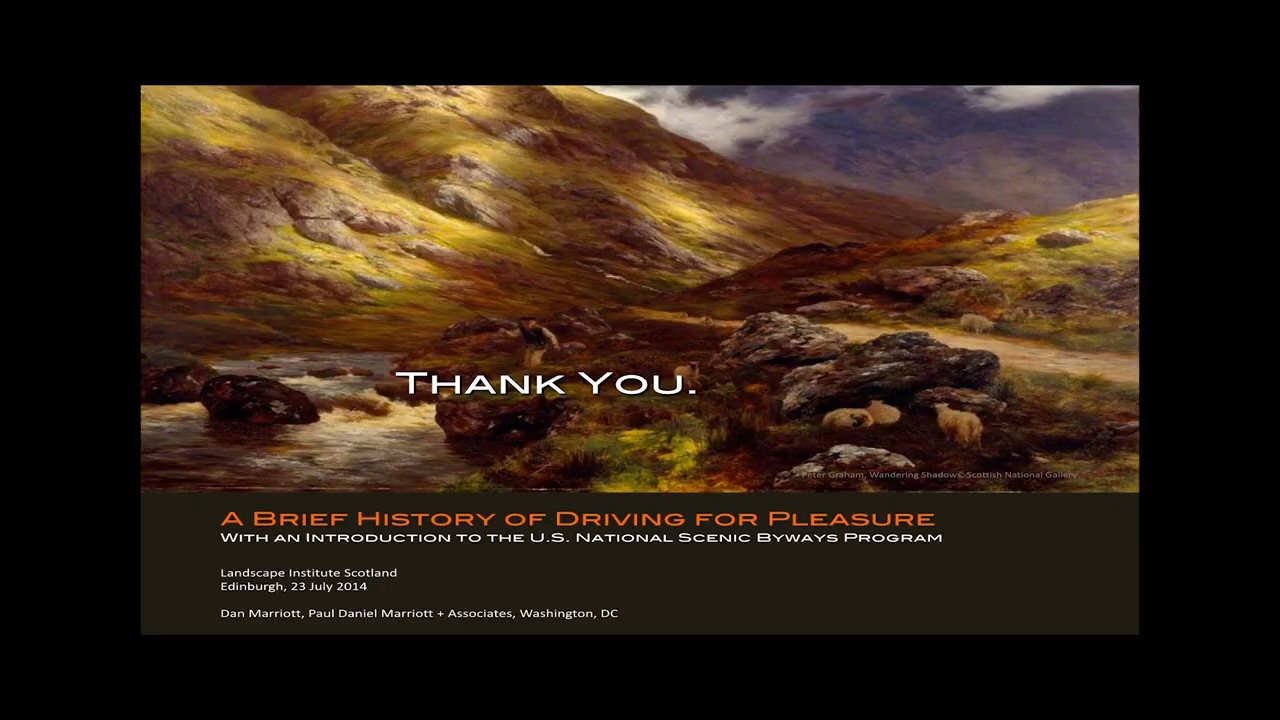 THANK YOU.
Peter Graham, Wandering Shadows, Scottish National Gallery
A BRIEF HISTORY OF DRIVING FOR PLEASURE
WITH AN INTRODUCTION TO THE U.S. NATIONAL SCENIC BYWAYS PROGRAM
Landscape Institute Scotland
Edinburgh, 23 July 2014
Dan Marriott, Paul Daniel Marriott + Associates, Washington, DC